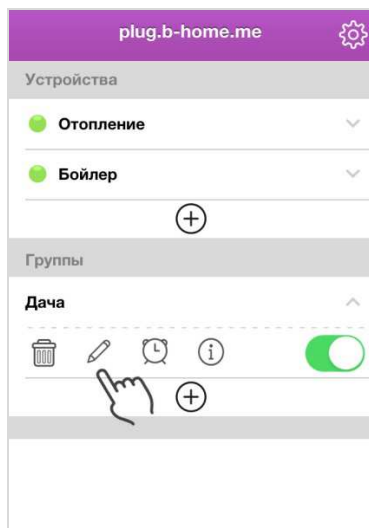 plug.b-home.me
Устройства
Отопление
Бойлер
Группы
Дача